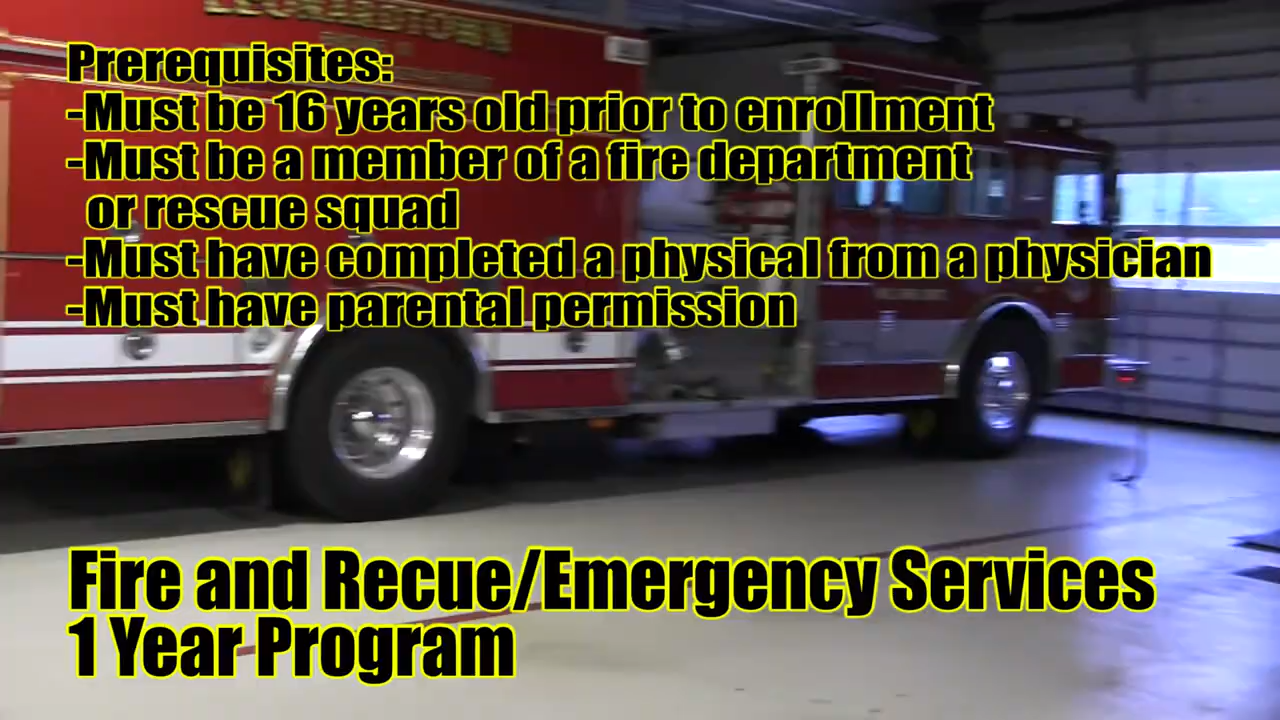 LEONARDTOWN
Prerequisites:
-Must be 16 years old prior to enrollment
-Must be a member of a fire department
or rescue squad
-Must have completed a physical from a physician
-Must have parental permission
Fire and Recue/Emergency Services
1 Year Program